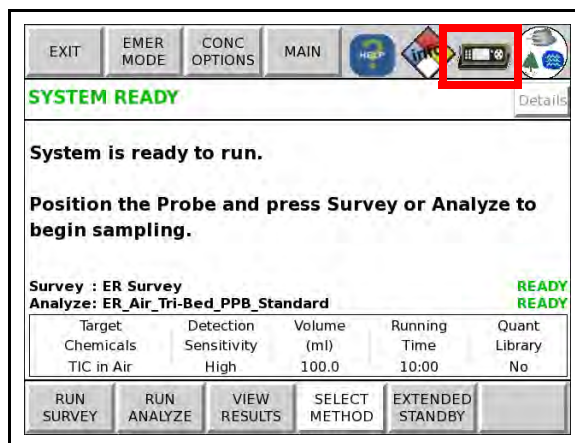 EXIT
EMER
MODE
CONC
OPTIONS
MAIN
HELP
?
info
SYSTEM READY
Details
System is ready to run.
Position the Probe and press Survey or Analyze to
begin sampling.
Survey : ER Survey READY
Analyze: ER_Air_Tri-Bed_PPB_Standard READY
Target Detection Volume Running Quant
Chemicals Sensitivity (ml) Time Library
TIC in Air High 100.0 10:00 No
RUN
SURVEY
RUN
ANALYZE
VIEW
RESULTS
SELECT
METHOD
EXTENDED
STANDBY